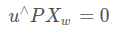 u^PX_w = 0